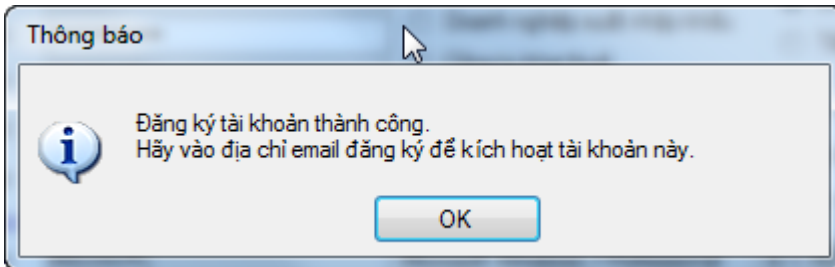 Thông báo
Đăng ký tài khoản thành công.
Hãy vào địa chỉ email đăng ký để kích hoạt tài khoản này.
OK